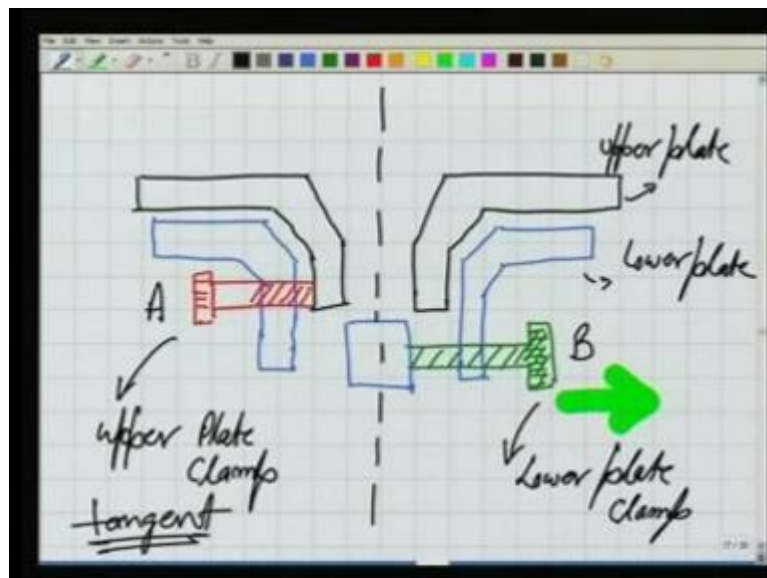 upper plate
Lower plate
A
B
upper Plate
Clamp
tangent
Lower plate
Clamp